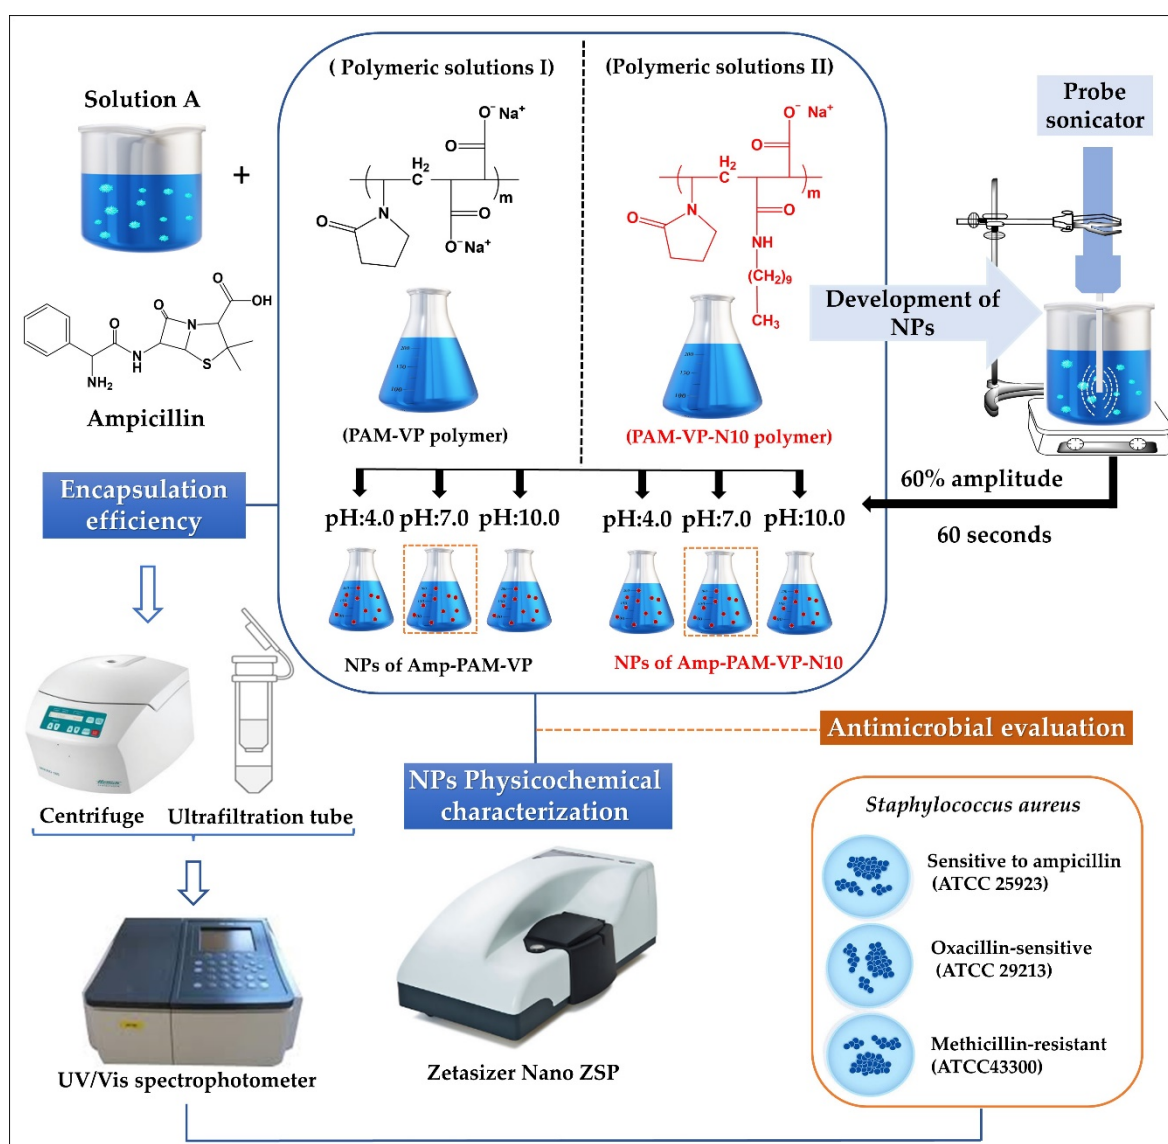 Solution A
+
Ampicillin
O
OH
O
N
O
N
H
S
NH₂
( Polymeric solutions I)
O⁻ Na⁺
O
H₂
C
m
N
O
O
O⁻Na⁺
(PAM-VP polymer)
(Polymeric solutions II)
O⁻ Na⁺
O
H₂
C
m
N
O
O
NH
(CH₂)₉
CH₃
(PAM-VP-N10 polymer)
Probe
sonicator
Development of
NPs
60% amplitude
60 seconds
pH:4.0 pH:7.0 pH:10.0
pH:4.0 pH:7.0 pH:10.0
NPs of Amp-PAM-VP
NPs of Amp-PAM-VP-N10
Encapsulation
efficiency
Centrifuge
Ultrafiltration tube
UV/Vis spectrophotometer
NPs Physicochemical
characterization
Zetasizer Nano ZSP
Antimicrobial evaluation
Staphylococcus aureus
Sensitive to ampicillin
(ATCC 25923)
Oxacillin-sensitive
(ATCC 29213)
Methicillin-resistant
(ATCC43300)